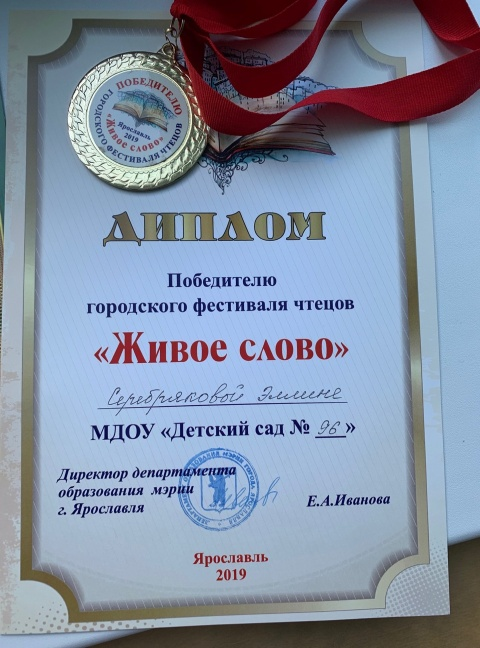 ПОБЕДИТЕЛЮ
ГОРОДСКОГО ФЕСТИВАЛЯ ЧТЕЦОВ
«ЖИВОЕ СЛОВО»
Ярославль
2019
ДИПЛОМ
Победителю
городского фестиваля чтецов
«Живое слово»
Серебряковой Эллине
МДОУ «Детский сад № 96»
Директор департамента
образования мэрии
г. Ярославля
Е.А.Иванова
Ярославль
2019